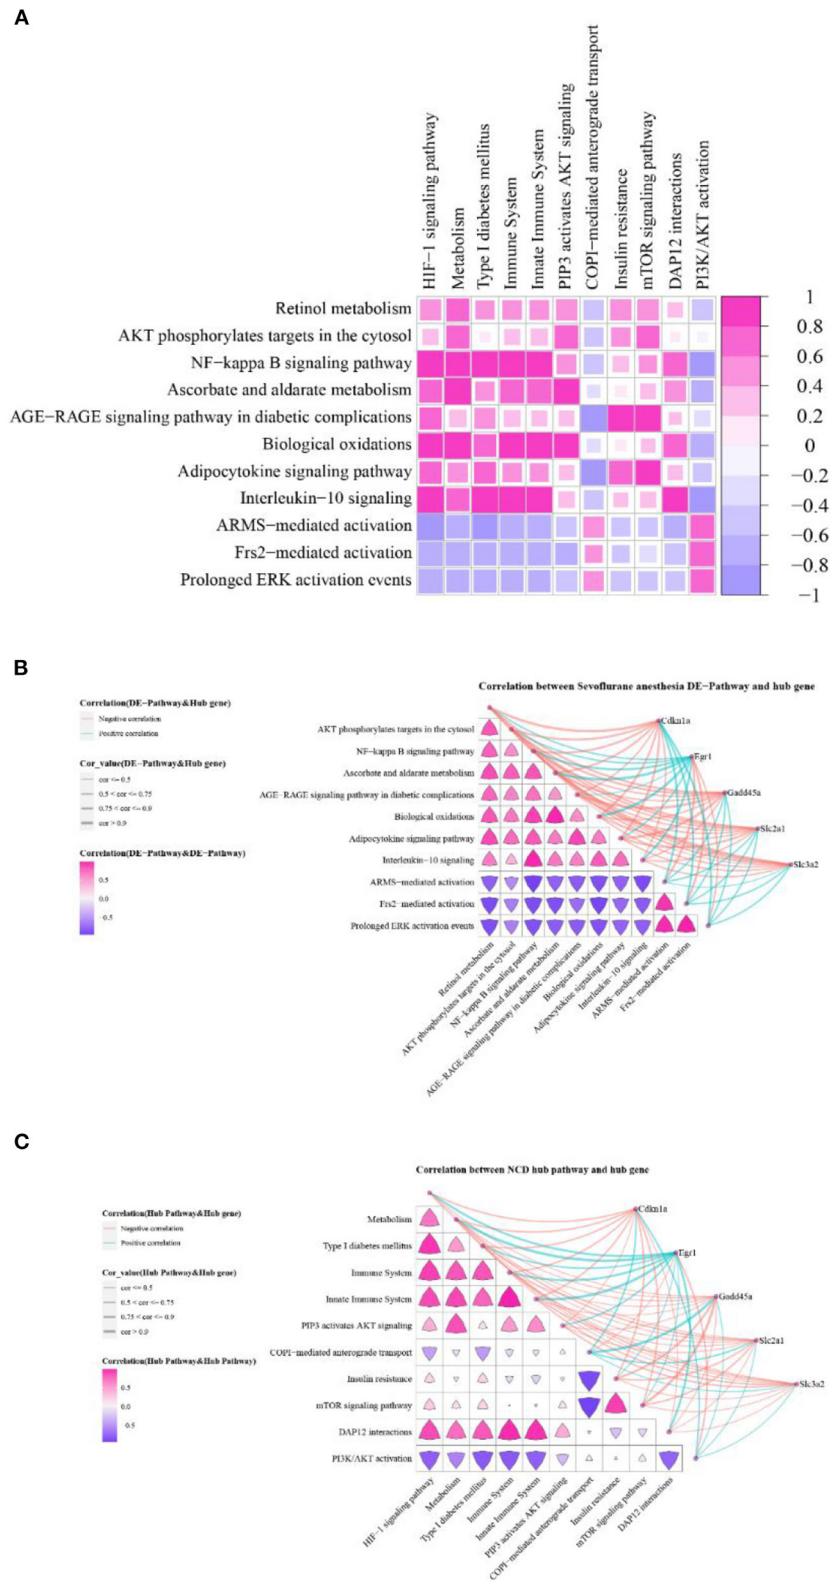 A
HIF−1 signaling pathway
Metabolism
Type I diabetes mellitus
Immune System
Innate Immune System
PIP3 activates AKT signaling
COPI−mediated anterograde transport
Insulin resistance
mTOR signaling pathway
DAP12 interactions
PI3K/AKT activation
Retinol metabolism
AKT phosphorylates targets in the cytosol
NF−kappa B signaling pathway
Ascorbate and aldarate metabolism
AGE−RAGE signaling pathway in diabetic complications
Biological oxidations
Adipocytokine signaling pathway
Interleukin−10 signaling
ARMS−mediated activation
Frs2−mediated activation
Prolonged ERK activation events
1
0.8
0.6
0.4
0.2
0
−0.2
−0.4
−0.6
−0.8
−1
B
Correlation between Sevoflurane anesthesia DE−Pathway and hub gene
Correlation(DE−Pathway&Hub gene)
Negative correlation
Positive correlation
Cor_value(DE−Pathway&Hub gene)
cor <= 0.5
0.5 < cor <= 0.75
0.75 < cor <= 0.9
cor > 0.9
Correlation(DE−Pathway&DE−Pathway)
0.5
0.0
−0.5
AKT phosphorylates targets in the cytosol
NF−kappa B signaling pathway
Ascorbate and aldarate metabolism
AGE−RAGE signaling pathway in diabetic complications
Biological oxidations
Adipocytokine signaling pathway
Interleukin−10 signaling
ARMS−mediated activation
Frs2−mediated activation
Prolonged ERK activation events
Cdkn1a
Egr1
Gadd45a
Slc2a1
Slc3a2
Retinol metabolism
AKT phosphorylates targets in the cytosol
NF−kappa B signaling pathway
Ascorbate and aldarate metabolism
AGE−RAGE signaling pathway in diabetic complications
Biological oxidations
Adipocytokine signaling pathway
Interleukin−10 signaling
ARMS−mediated activation
Frs2−mediated activation
C
Correlation between NCD hub pathway and hub gene
Correlation(Hub Pathway&Hub gene)
Negative correlation
Positive correlation
Cor_value(Hub Pathway&Hub gene)
cor <= 0.5
0.5 < cor <= 0.75
0.75 < cor <= 0.9
cor > 0.9
Correlation(Hub Pathway&Hub Pathway)
0.5
0.0
−0.5
Metabolism
Type I diabetes mellitus
Immune System
Innate Immune System
PIP3 activates AKT signaling
COPI−mediated anterograde transport
Insulin resistance
mTOR signaling pathway
DAP12 interactions
PI3K/AKT activation
Cdkn1a
Egr1
Gadd45a
Slc2a1
Slc3a2
HIF−1 signaling pathway
Metabolism
Type I diabetes mellitus
Immune System
Innate Immune System
PIP3 activates AKT signaling
COPI−mediated anterograde transport
Insulin resistance
mTOR signaling pathway
DAP12 interactions